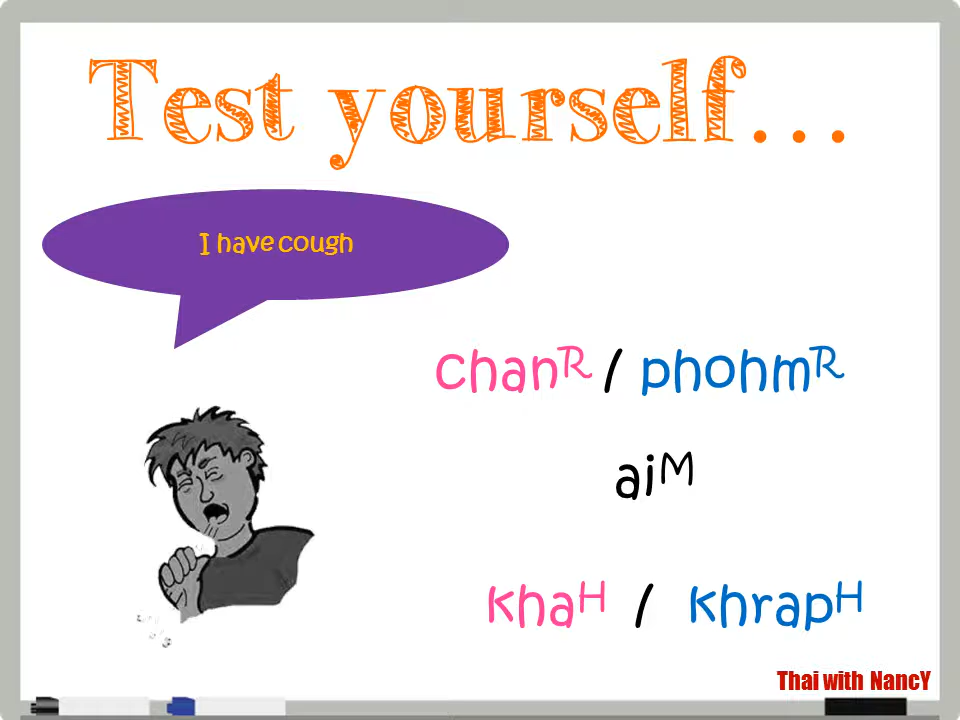 Test yourself...
I have cough
chanᴿ / phohmᴿ
aiᴹ
khaᴴ / khrapᴴ
Thai with NancY